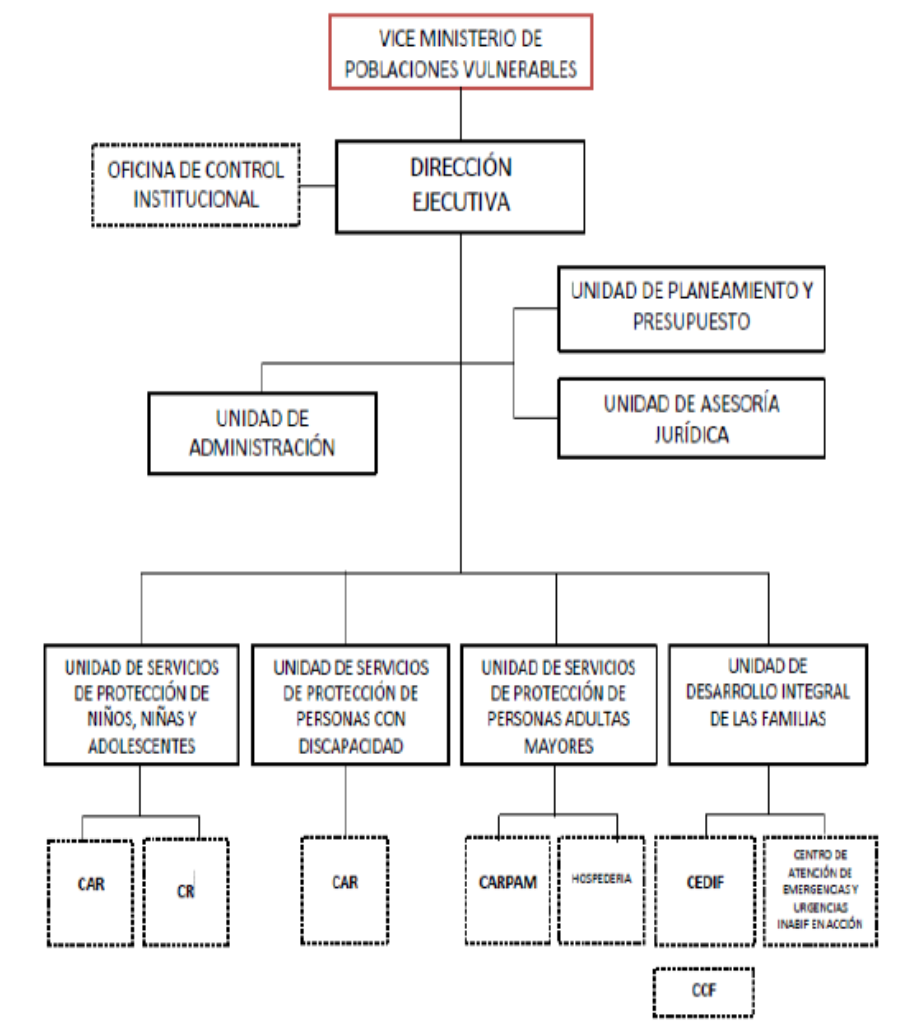 VICE MINISTERIO DE
POBLACIONES VULNERABLES
OFICINA DE CONTROL
INSTITUCIONAL
DIRECCIÓN
EJECUTIVA
UNIDAD DE PLANEAMIENTO Y
PRESUPUESTO
UNIDAD DE
ADMINISTRACIÓN
UNIDAD DE ASESORÍA
JURÍDICA
UNIDAD DE SERVICIOS
DE PROTECCIÓN DE
NIÑOS, NIÑAS Y
ADOLESCENTES
UNIDAD DE SERVICIOS
DE PROTECCIÓN DE
PERSONAS CON
DISCAPACIDAD
UNIDAD DE SERVICIOS
DE PROTECCIÓN DE
PERSONAS ADULTAS
MAYORES
UNIDAD DE
DESARROLLO INTEGRAL
DE LAS FAMILIAS
CAR
CR
CAR
CARPAM
HOSPEDERIA
CEDIF
CENTRO DE
ATENCIÓN DE
EMERGENCIAS Y
URGENCIAS
INABIF EN ACCIÓN
CCF